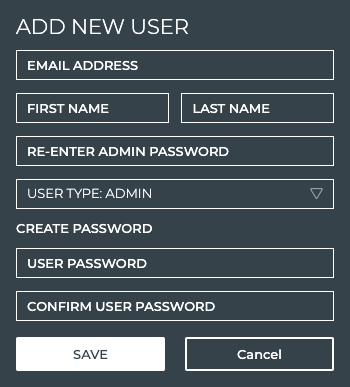 ADD NEW USER
EMAIL ADDRESS
FIRST NAME LAST NAME
RE-ENTER ADMIN PASSWORD
USER TYPE: ADMIN
CREATE PASSWORD
USER PASSWORD
CONFIRM USER PASSWORD
SAVE Cancel